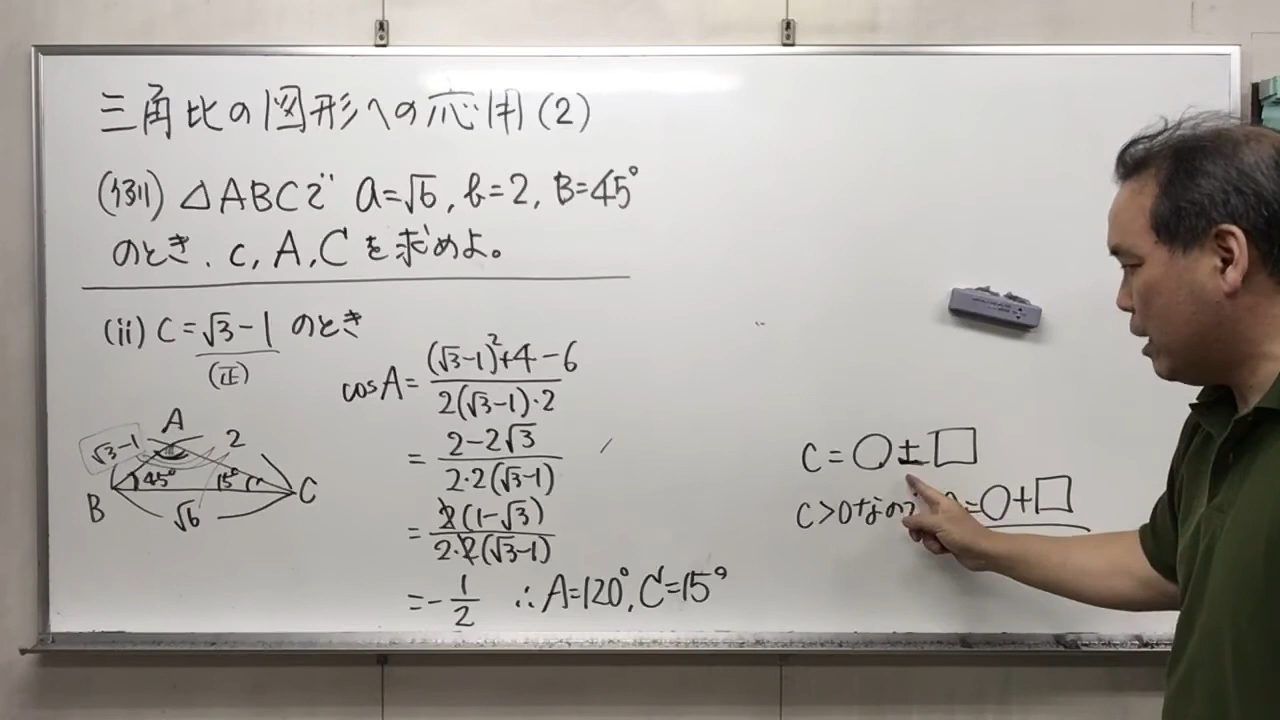 三角比の図形への応用(2)
(例) △ABCで a=√6, b=2, B=45°
のとき、c, A, C を求めよ。
(ii) c=√3-1 のとき
(正)
cosA= (√3-1)²+4-6 / 2(√3-1)・2
= 2-2√3 / 2・2(√3-1)
= 2(1-√3) / 2・2(√3-1)
=-1/2 ∴A=120°, C=15°
A
√3-1 2
45° 15°
B C
√6
c=○±□
c>0なの =○+□